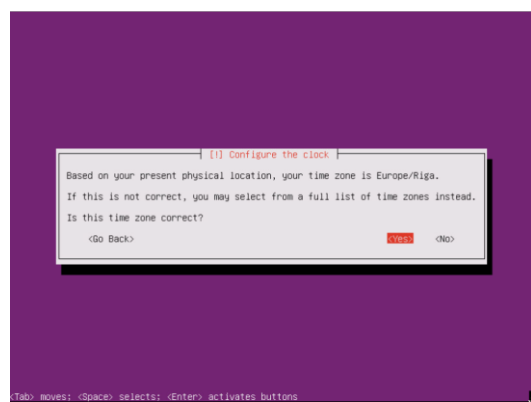 [!] Configure the clock
Based on your present physical location, your time zone is Europe/Riga.
If this is not correct, you may select from a full list of time zones instead.
Is this time zone correct?
<Go Back> <Yes> <No>
<Tab> moves; <Space> selects; <Enter> activates buttons